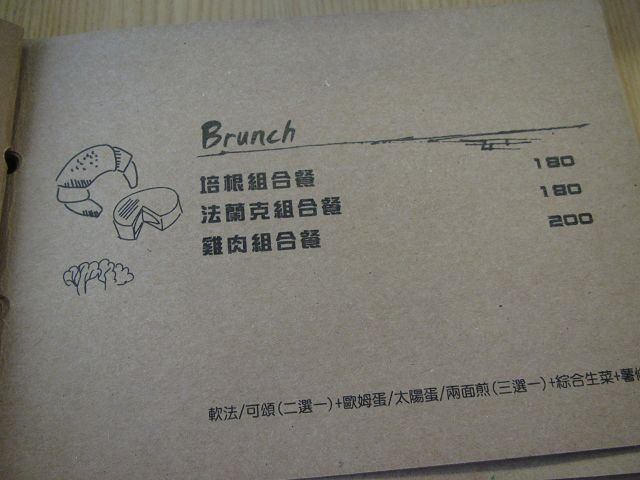 Brunch
培根組合餐 180
法蘭克組合餐 180
雞肉組合餐 200
軟法/可頌(二選一)+歐姆蛋/太陽蛋/兩面煎(三選一)+綜合生菜+薯條